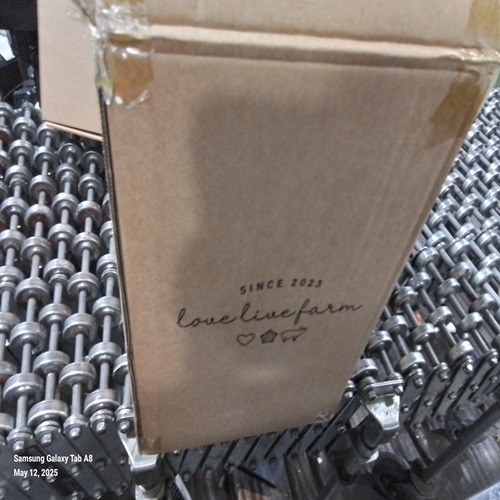 SINCE 2023
love live farm
Samsung Galaxy Tab A8
May 12, 2025